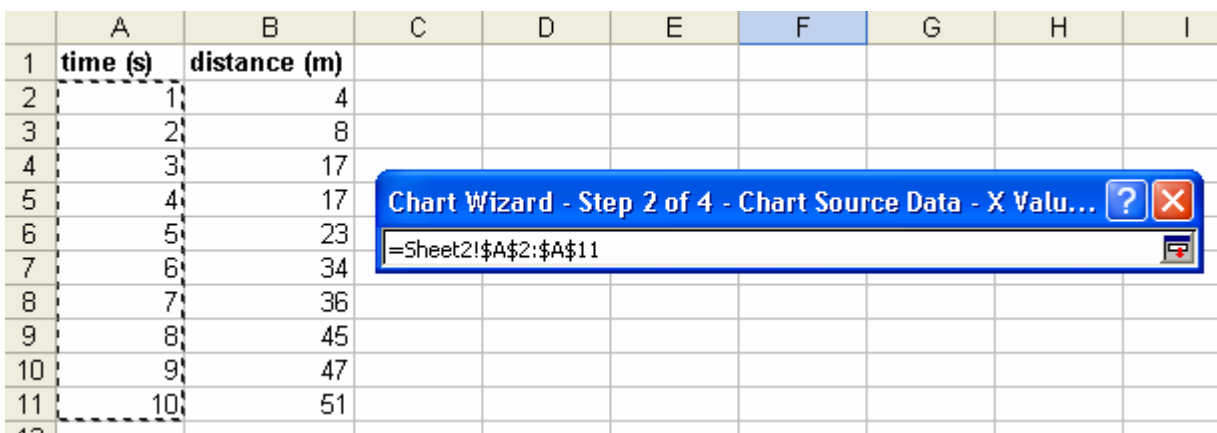 A B C D E F G H I
1 time (s) distance (m)
2 1 4
3 2 8
4 3 17
5 4 17
Chart Wizard - Step 2 of 4 - Chart Source Data - X Valu... ?
6 5 23
=Sheet2!$A$2:$A$11
7 6 34
8 7 36
9 8 45
10 9 47
11 10 51